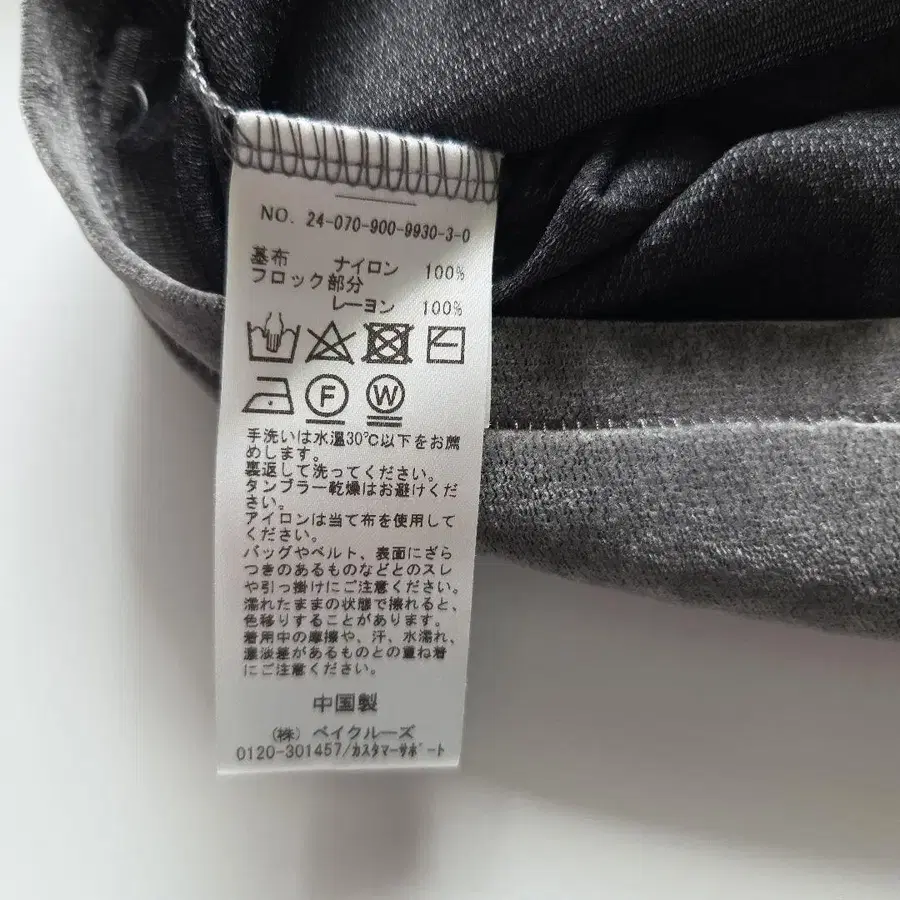 NO. 24-070-900-9930-3-0
基布 ナイロン 100%
フロック部分
レーヨン 100%
F W
手洗いは水温30℃以下をお薦
めします。
裏返して洗ってください。
タンブラー乾燥はお避けくだ
さい。
アイロンは当て布を使用して
ください。
バッグやベルト、表面にざら
つきのあるものなどとのスレ
や引っ掛けにご注意ください。
濡れたままの状態で擦れると、
色移りすることがあります。
着用中の摩擦や、汗、水濡れ、
濃淡差があるものとの重ね着
にご注意ください。
中国製
(株) ベイクルーズ
0120-301457/カスタマーサポート